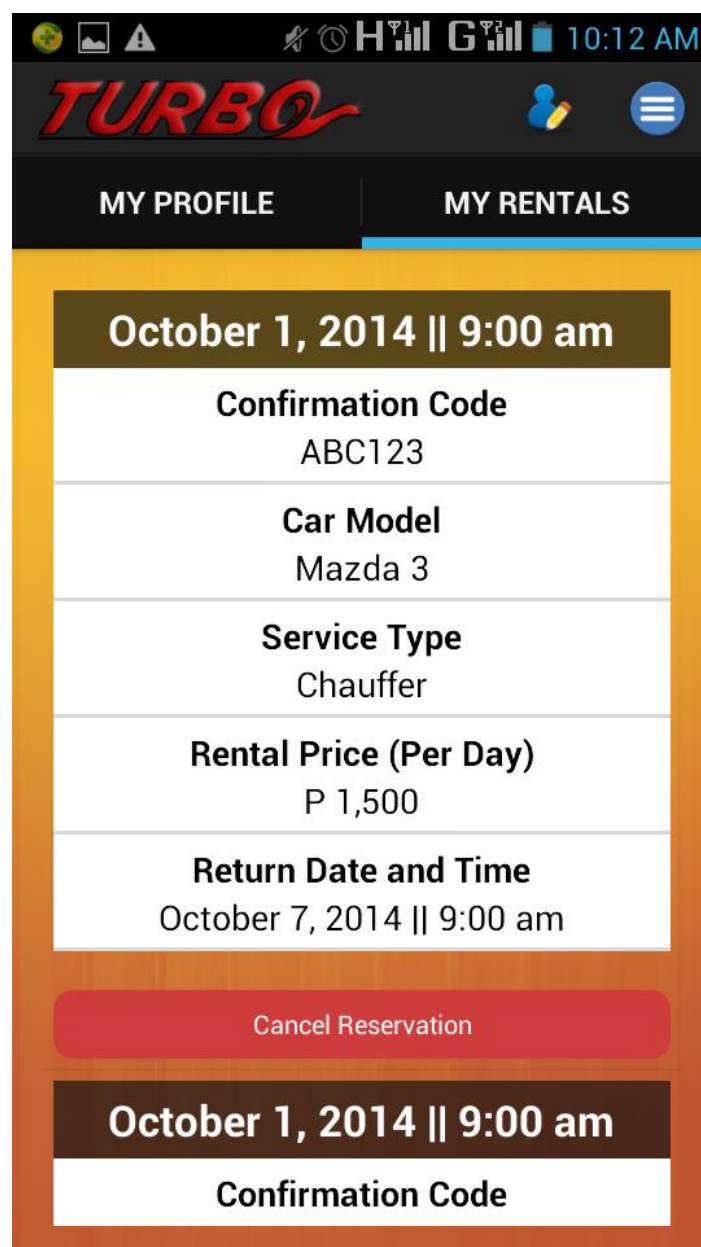 H 1 G 2 10:12 AM
TURBO
MY PROFILE MY RENTALS
October 1, 2014 || 9:00 am
Confirmation Code
ABC123
Car Model
Mazda 3
Service Type
Chauffer
Rental Price (Per Day)
P 1,500
Return Date and Time
October 7, 2014 || 9:00 am
Cancel Reservation
October 1, 2014 || 9:00 am
Confirmation Code